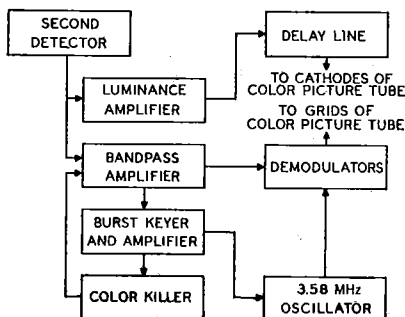 SECOND
DETECTOR
DELAY LINE
LUMINANCE
AMPLIFIER
TO CATHODES OF
COLOR PICTURE TUBE
TO GRIDS OF
COLOR PICTURE TUBE
BANDPASS
AMPLIFIER
DEMODULATORS
BURST KEYER
AND AMPLIFIER
COLOR KILLER
3.58 MHz
OSCILLATOR